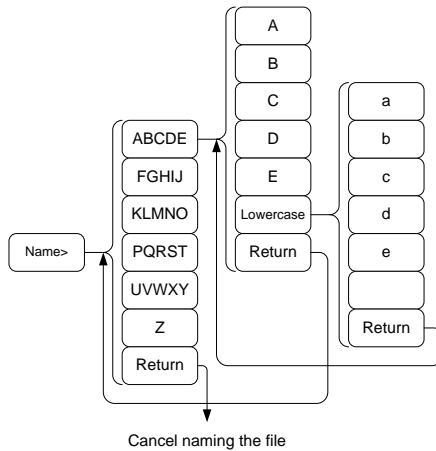 Name>
ABCDE
FGHIJ
KLMNO
PQRST
UVWXY
Z
Return
A
B
C
D
E
Lowercase
Return
a
b
c
d
e
Return
Cancel naming the file